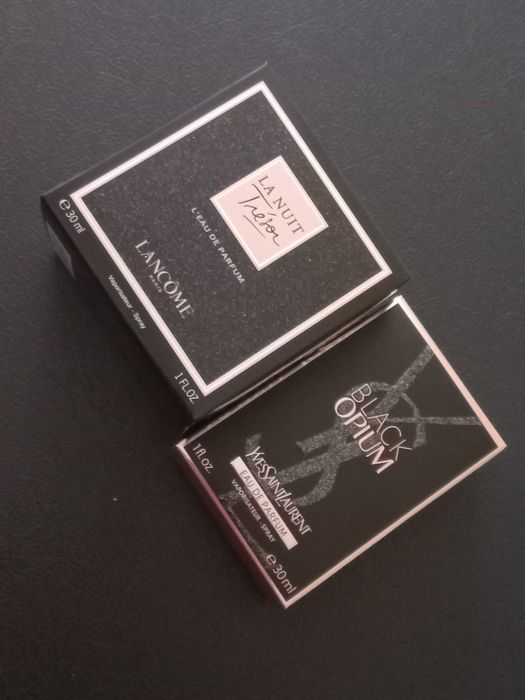 LA NUIT
Trésor
L'EAU DE PARFUM
LANCÔME
PARIS
Vaporisateur - Spray
e 30 ml
1 FL.OZ
BLACK
OPIUM
YVESSAINTLAURENT
EAU DE PARFUM
VAPORISATEUR - SPRAY
1 fl.oz.
e 30 ml